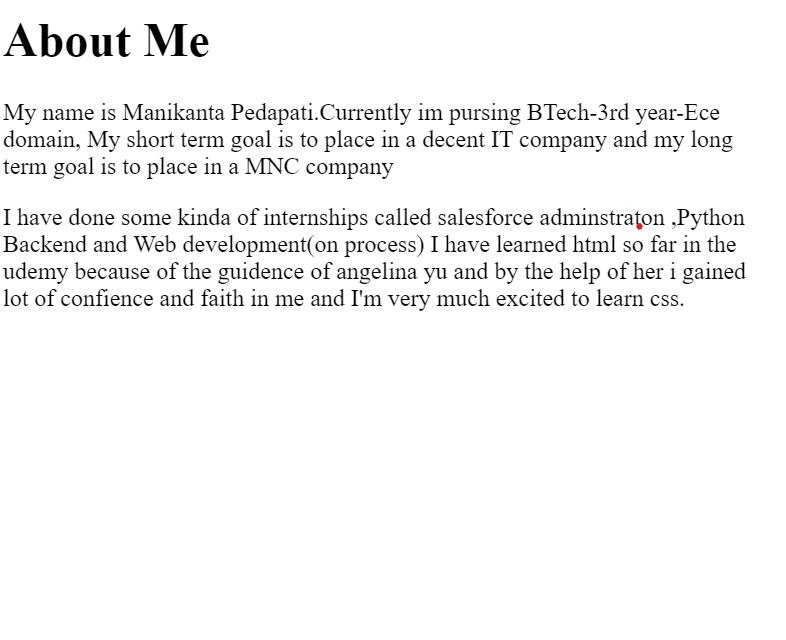 About Me
My name is Manikanta Pedapati.Currently im pursing BTech-3rd year-Ece
domain, My short term goal is to place in a decent IT company and my long
term goal is to place in a MNC company
I have done some kinda of internships called salesforce adminstraton ,Python
Backend and Web development(on process) I have learned html so far in the
udemy because of the guidence of angelina yu and by the help of her i gained
lot of confience and faith in me and I'm very much excited to learn css.